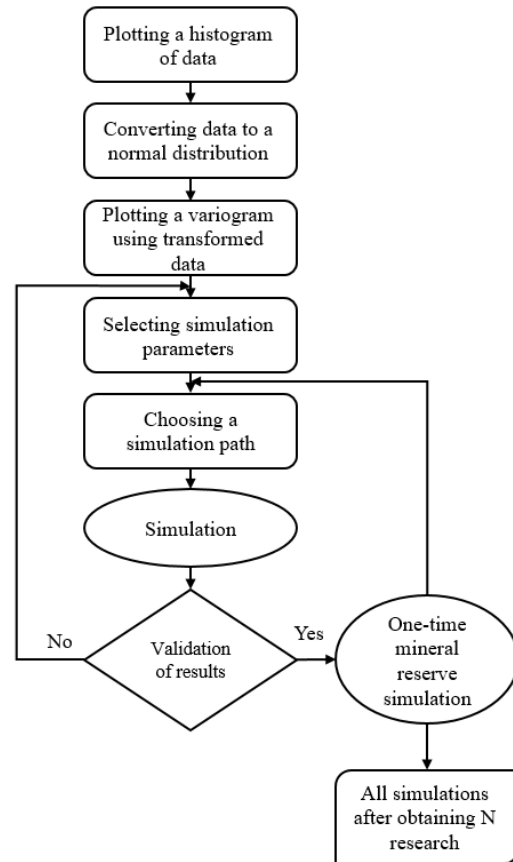 Plotting a histogram
of data
Converting data to a
normal distribution
Plotting a variogram
using transformed
data
Selecting simulation
parameters
Choosing a
simulation path
Simulation
No
Validation
of results
Yes
One-time
mineral
reserve
simulation
All simulations
after obtaining N
research